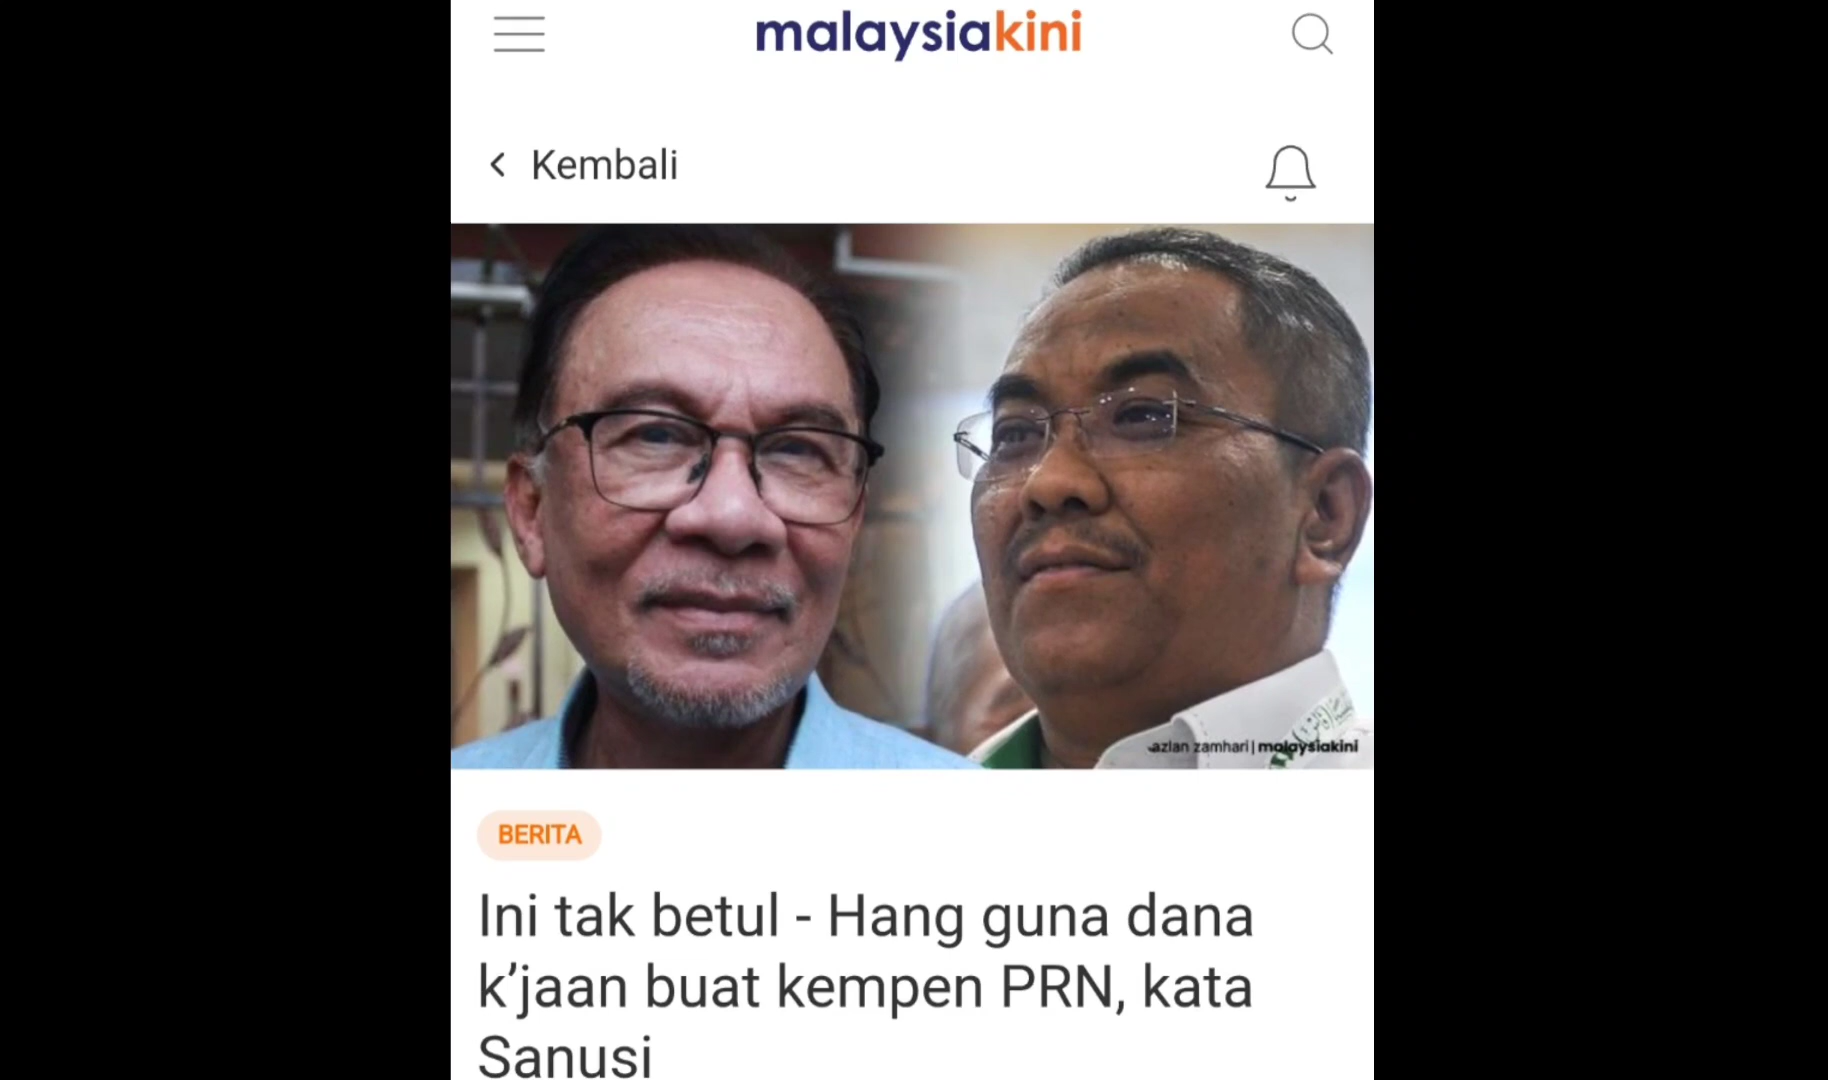 malaysiakini
Kembali
azlan zamhari | malaysiakini
BERITA
Ini tak betul - Hang guna dana
k’jaan buat kempen PRN, kata
Sanusi